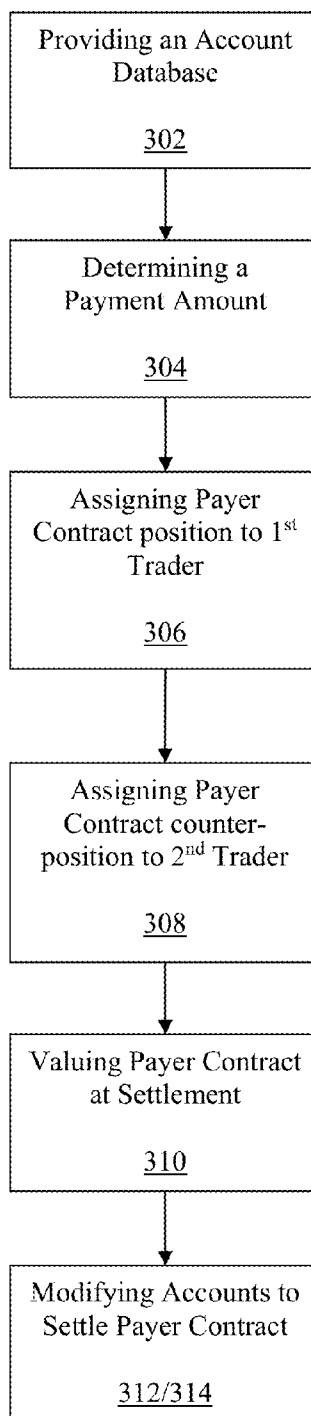 Providing an Account
Database
302
Determining a
Payment Amount
304
Assigning Payer
Contract position to 1st
Trader
306
Assigning Payer
Contract counter-
position to 2nd Trader
308
Valuing Payer Contract
at Settlement
310
Modifying Accounts to
Settle Payer Contract
312/314